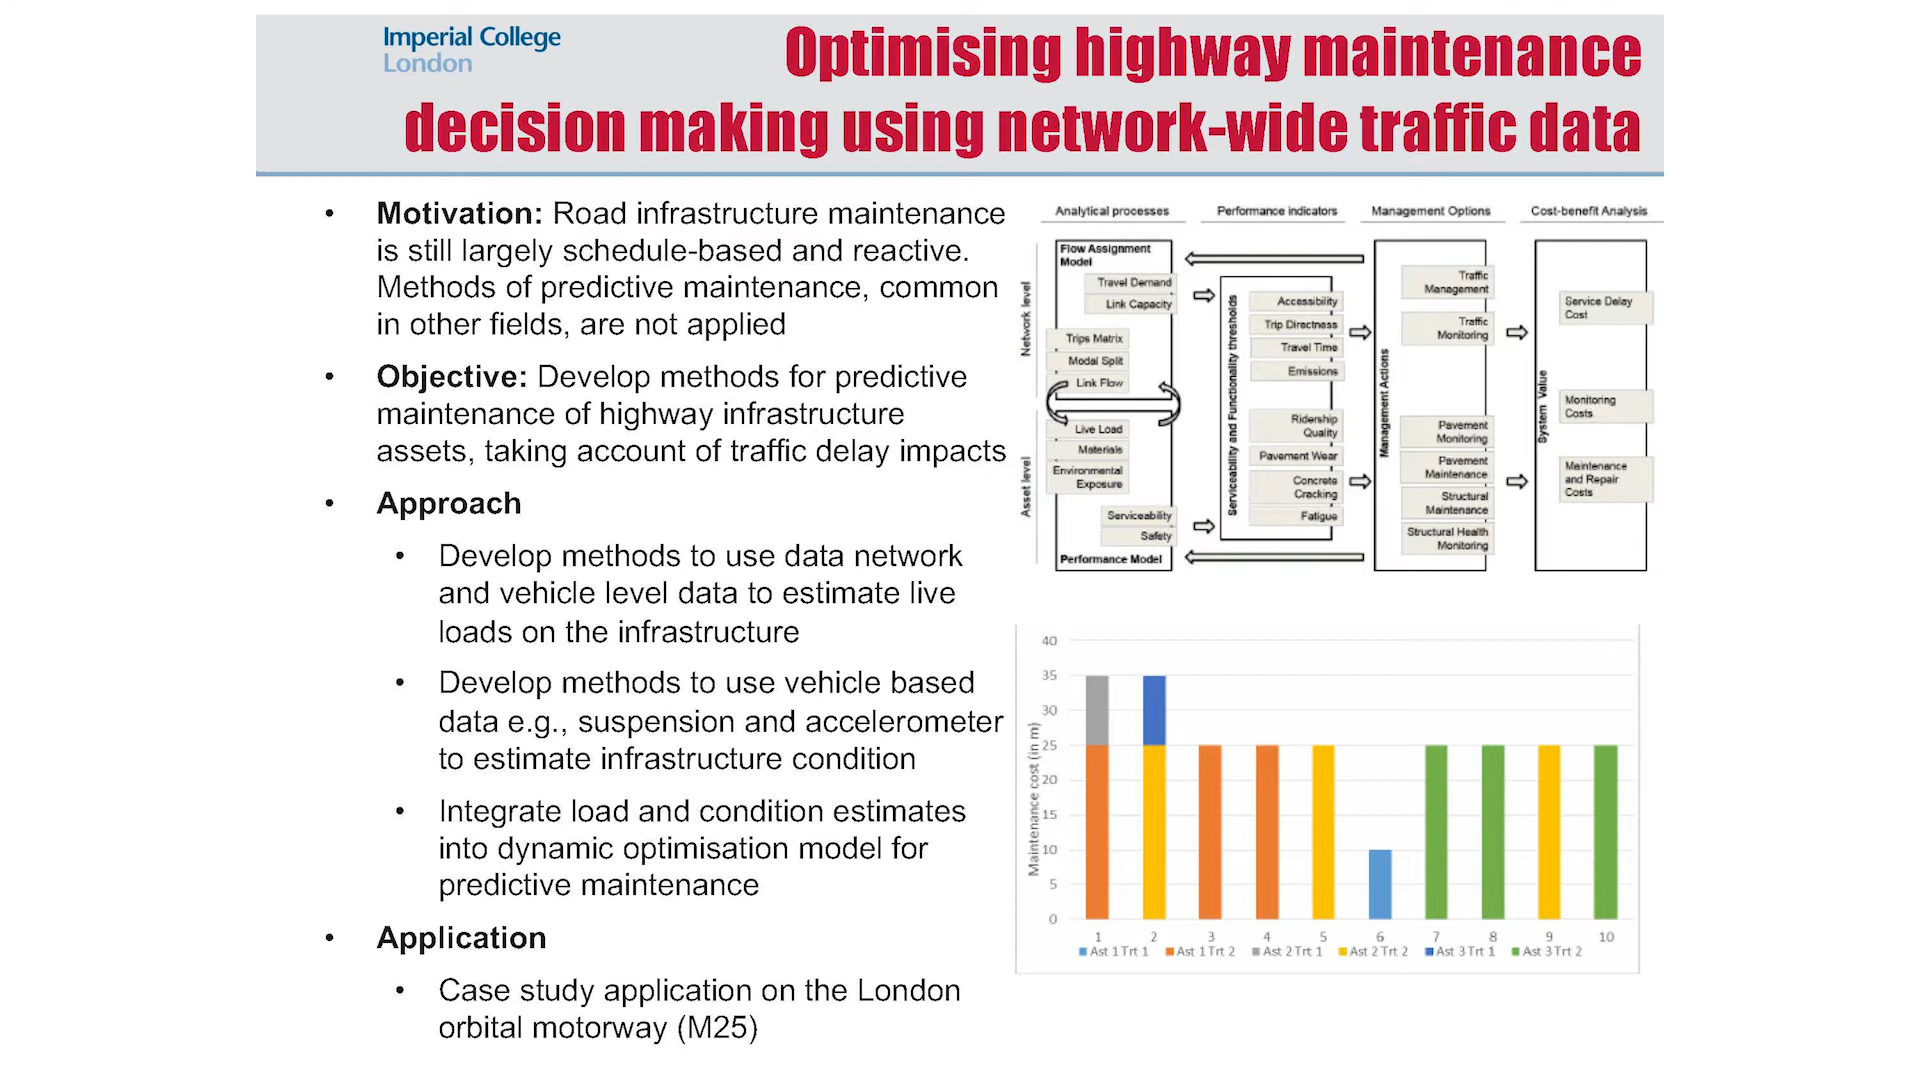 Imperial College
London
Optimising highway maintenance
decision making using network-wide traffic data
• Motivation: Road infrastructure maintenance
is still largely schedule-based and reactive.
Methods of predictive maintenance, common
in other fields, are not applied
• Objective: Develop methods for predictive
maintenance of highway infrastructure
assets, taking account of traffic delay impacts
• Approach
• Develop methods to use data network
and vehicle level data to estimate live
loads on the infrastructure
• Develop methods to use vehicle based
data e.g., suspension and accelerometer
to estimate infrastructure condition
• Integrate load and condition estimates
into dynamic optimisation model for
predictive maintenance
• Application
• Case study application on the London
orbital motorway (M25)
Analytical processes
Performance indicators
Management Options
Cost-benefit Analysis
Network level
Asset level
Flow Assignment
Model
Travel Demand
Link Capacity
Trips Matrix
Modal Split
Link Flow
Live Load
Materials
Environmental
Exposure
Serviceability
Safety
Performance Model
Serviceability and Functionality thresholds
Accessibility
Trip Directness
Travel Time
Emissions
Ridership
Quality
Pavement Wear
Concrete
Cracking
Fatigue
Management Actions
Traffic
Management
Traffic
Monitoring
Pavement
Monitoring
Pavement
Maintenance
Structural
Maintenance
Structural Health
Monitoring
System Value
Service Delay
Cost
Monitoring
Costs
Maintenance
and Repair
Costs
Maintenance cost (in m)
40
35
30
25
20
15
10
5
0
1 2 3 4 5 6 7 8 9 10
Ast 1 Trt 1 Ast 1 Trt 2 Ast 2 Trt 1 Ast 2 Trt 2 Ast 3 Trt 1 Ast 3 Trt 2